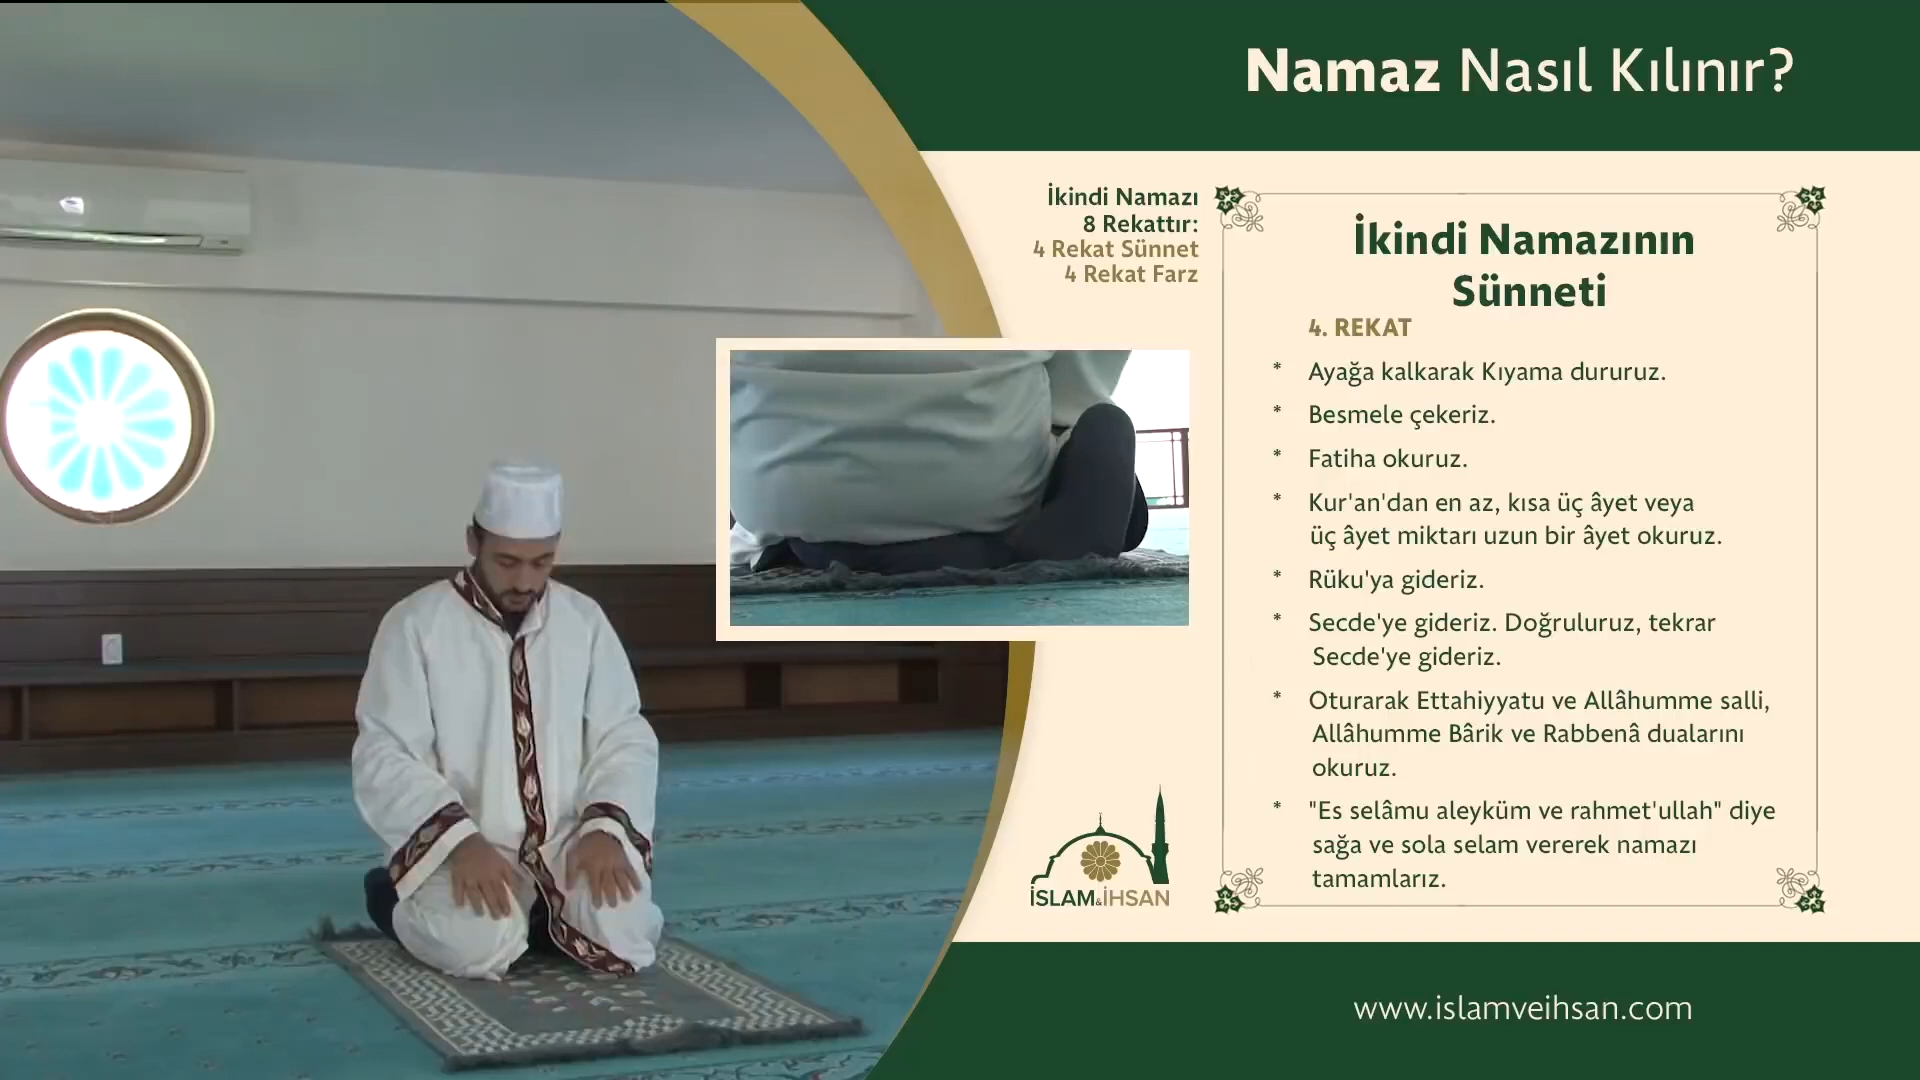 Namaz Nasıl Kılınır?
İkindi Namazı
8 Rekattır:
4 Rekat Sünnet
4 Rekat Farz
İkindi Namazının
Sünneti
4. REKAT
* Ayağa kalkarak Kıyama dururuz.
* Besmele çekeriz.
* Fatiha okuruz.
* Kur'an'dan en az, kısa üç âyet veya
üç âyet miktarı uzun bir âyet okuruz.
* Rüku'ya gideriz.
* Secde'ye gideriz. Doğruluruz, tekrar
Secde'ye gideriz.
* Oturarak Ettahiyyatu ve Allâhumme salli,
Allâhumme Bârik ve Rabbenâ dualarını
okuruz.
* "Es selâmu aleyküm ve rahmet'ullah" diye
sağa ve sola selam vererek namazı
tamamlarız.
İSLAM&İHSAN
www.islamveihsan.com